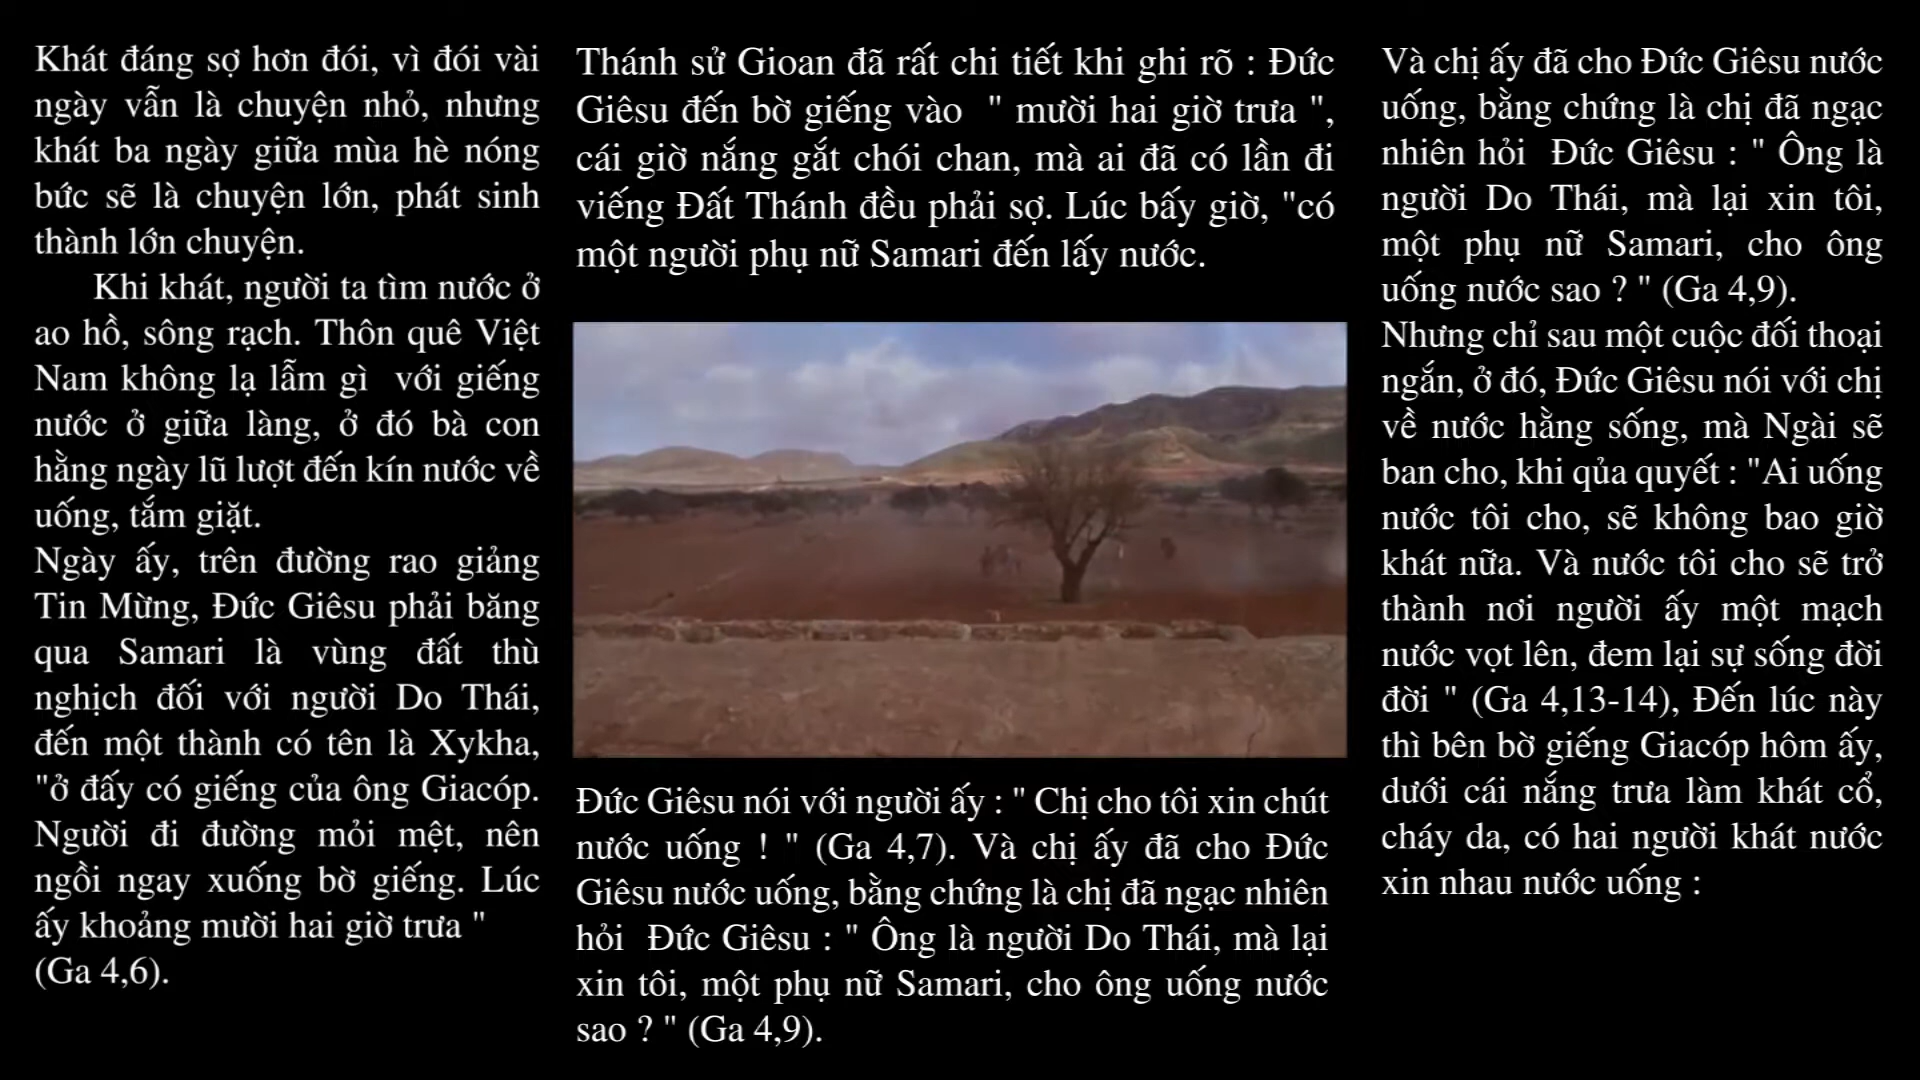 Khát đáng sợ hơn đói, vì đói vài
ngày vẫn là chuyện nhỏ, nhưng
khát ba ngày giữa mùa hè nóng
bức sẽ là chuyện lớn, phát sinh
thành lớn chuyện.
Khi khát, người ta tìm nước ở
ao hồ, sông rạch. Thôn quê Việt
Nam không lạ lẫm gì  với giếng
nước ở giữa làng, ở đó bà con
hằng ngày lũ lượt đến kín nước về
uống, tắm giặt.
Ngày ấy, trên đường rao giảng
Tin Mừng, Đức Giêsu phải băng
qua Samari là vùng đất thù
nghịch đối với người Do Thái,
đến một thành có tên là Xykha,
"ở đấy có giếng của ông Giacóp.
Người đi đường mỏi mệt, nên
ngồi ngay xuống bờ giếng. Lúc
ấy khoảng mười hai giờ trưa "
(Ga 4,6).
Thánh sử Gioan đã rất chi tiết khi ghi rõ : Đức
Giêsu đến bờ giếng vào  " mười hai giờ trưa ",
cái giờ nắng gắt chói chan, mà ai đã có lần đi
viếng Đất Thánh đều phải sợ. Lúc bấy giờ, "có
một người phụ nữ Samari đến lấy nước.
Đức Giêsu nói với người ấy : " Chị cho tôi xin chút
nước uống ! " (Ga 4,7). Và chị ấy đã cho Đức
Giêsu nước uống, bằng chứng là chị đã ngạc nhiên
hỏi  Đức Giêsu : " Ông là người Do Thái, mà lại
xin tôi, một phụ nữ Samari, cho ông uống nước
sao ? " (Ga 4,9).
Và chị ấy đã cho Đức Giêsu nước
uống, bằng chứng là chị đã ngạc
nhiên hỏi  Đức Giêsu : " Ông là
người Do Thái, mà lại xin tôi,
một phụ nữ Samari, cho ông
uống nước sao ? " (Ga 4,9).
Nhưng chỉ sau một cuộc đối thoại
ngắn, ở đó, Đức Giêsu nói với chị
về nước hằng sống, mà Ngài sẽ
ban cho, khi qủa quyết : "Ai uống
nước tôi cho, sẽ không bao giờ
khát nữa. Và nước tôi cho sẽ trở
thành nơi người ấy một mạch
nước vọt lên, đem lại sự sống đời
đời " (Ga 4,13-14), Đến lúc này
thì bên bờ giếng Giacóp hôm ấy,
dưới cái nắng trưa làm khát cổ,
cháy da, có hai người khát nước
xin nhau nước uống :